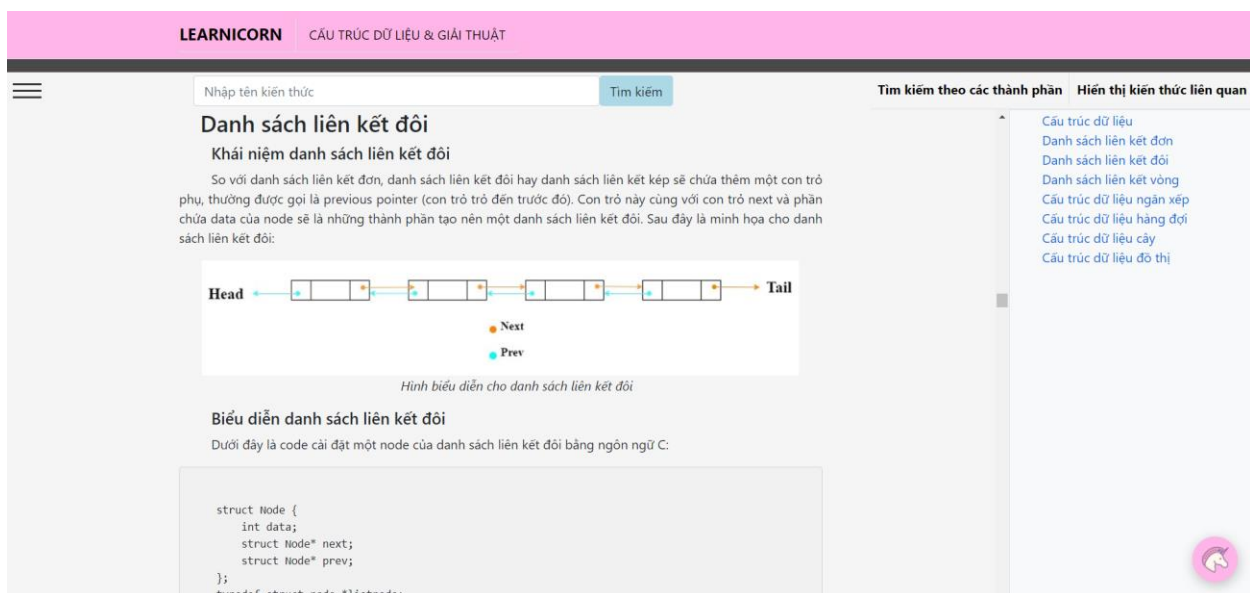 LEARNICORN CẤU TRÚC DỮ LIỆU & GIẢI THUẬT
Nhập tên kiến thức Tìm kiếm
Tìm kiếm theo các thành phần Hiển thị kiến thức liên quan
Danh sách liên kết đôi
Khái niệm danh sách liên kết đôi
So với danh sách liên kết đơn, danh sách liên kết đôi hay danh sách liên kết kép sẽ chứa thêm một con trỏ
phụ, thường được gọi là previous pointer (con trỏ trỏ đến trước đó). Con trỏ này cùng với con trỏ next và phần
chứa data của node sẽ là những thành phần tạo nên một danh sách liên kết đôi. Sau đây là minh họa cho danh
sách liên kết đôi:
Head Tail
Next
Prev
Hình biểu diễn cho danh sách liên kết đôi
Biểu diễn danh sách liên kết đôi
Dưới đây là code cài đặt một node của danh sách liên kết đôi bằng ngôn ngữ C:
struct Node {
int data;
struct Node* next;
struct Node* prev;
};
typedef struct node *listnode;
Cấu trúc dữ liệu
Danh sách liên kết đơn
Danh sách liên kết đôi
Danh sách liên kết vòng
Cấu trúc dữ liệu ngăn xếp
Cấu trúc dữ liệu hàng đợi
Cấu trúc dữ liệu cây
Cấu trúc dữ liệu đồ thị